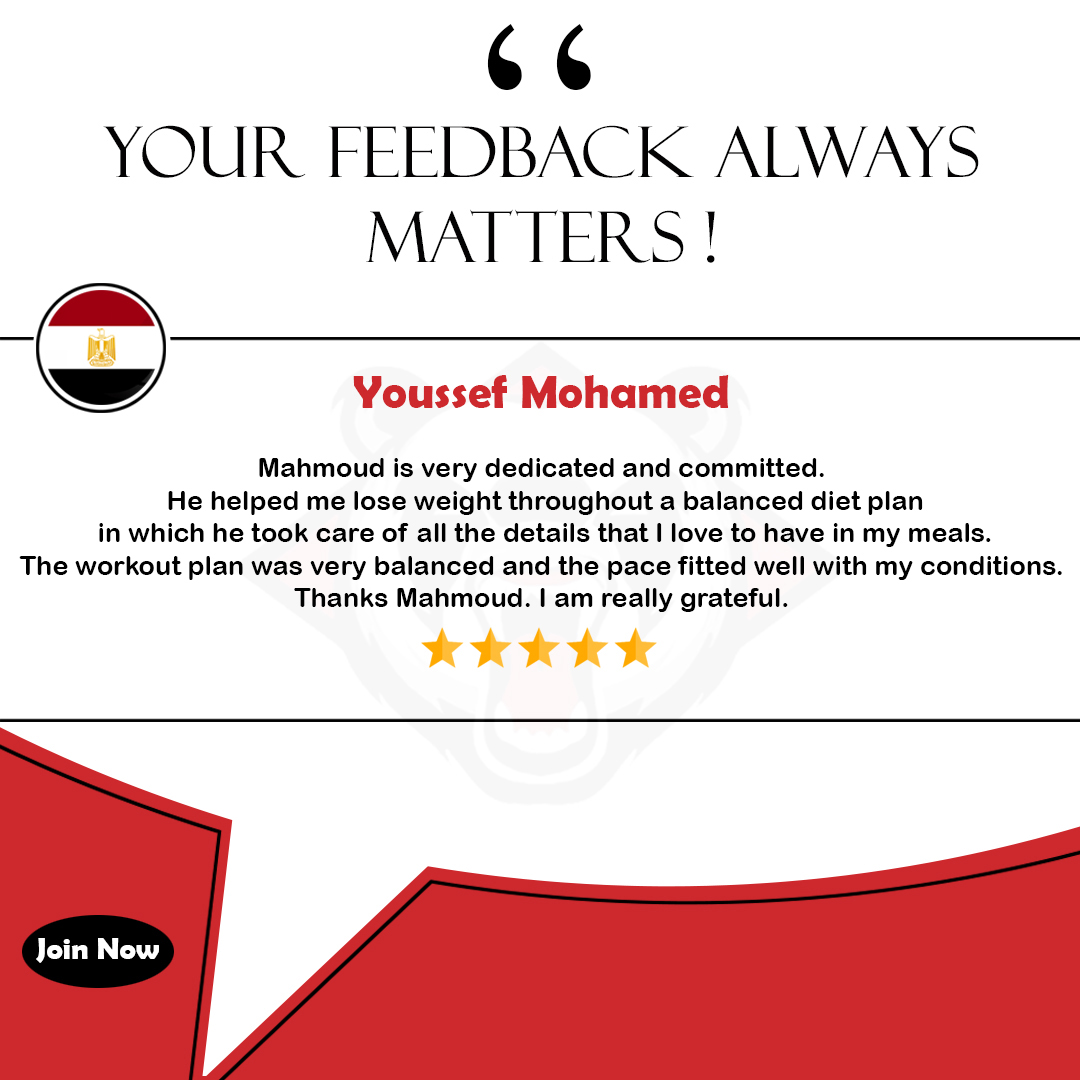 “
YOUR FEEDBACK ALWAYS
MATTERS !
Youssef Mohamed
Mahmoud is very dedicated and committed.
He helped me lose weight throughout a balanced diet plan
in which he took care of all the details that I love to have in my meals.
The workout plan was very balanced and the pace fitted well with my conditions.
Thanks Mahmoud. I am really grateful.
Join Now